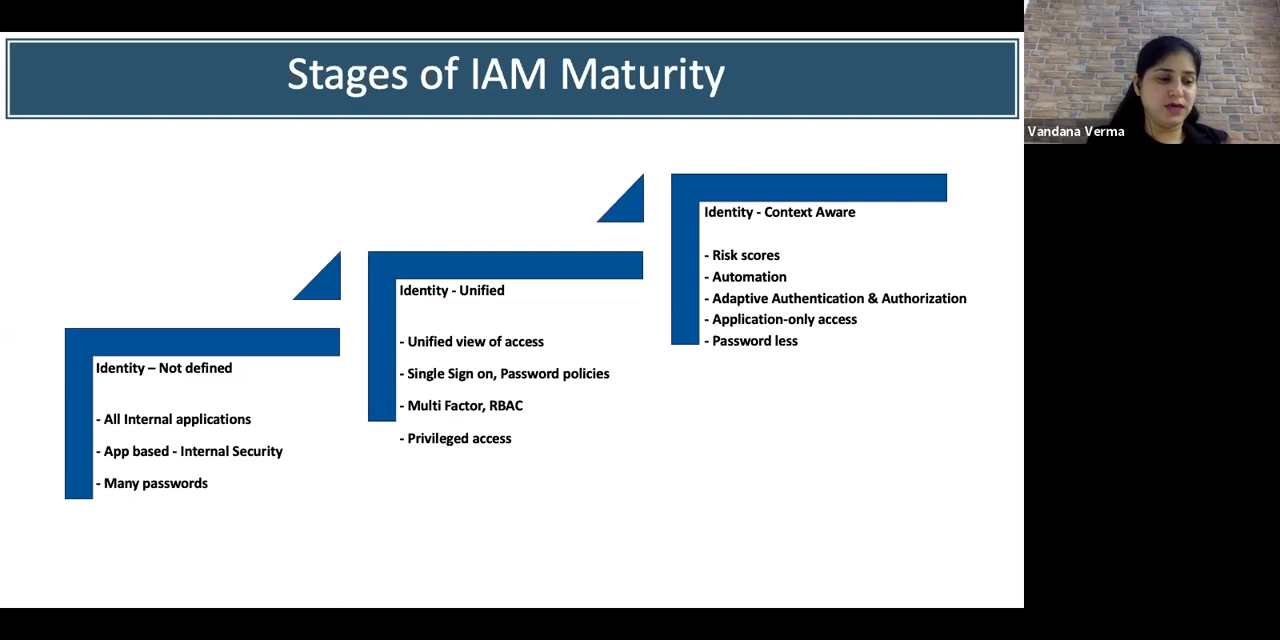 Stages of IAM Maturity
Vandana Verma
Identity – Not defined
- All Internal applications
- App based - Internal Security
- Many passwords
Identity - Unified
- Unified view of access
- Single Sign on, Password policies
- Multi Factor, RBAC
- Privileged access
Identity - Context Aware
- Risk scores
- Automation
- Adaptive Authentication & Authorization
- Application-only access
- Password less